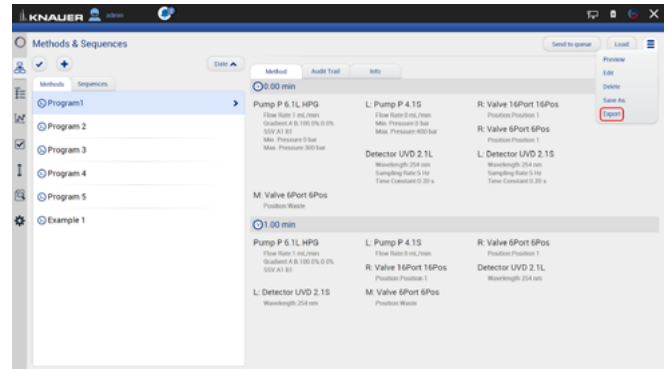 KNAUER admin
Methods & Sequences
Send to queue
Load
Date
Methods
Sequences
Program1
Program 2
Program 3
Program 4
Program 5
Example 1
Method
Audit Trail
Info
0.00 min
Pump P 6.1L HPG
Flow Rate:1 mL/min
Gradient A B:100.0% 0.0%
SSV A1 B1
Min. Pressure 0 bar
Max. Pressure 300 bar
L: Pump P 4.1S
Flow Rate:0 mL/min
Min. Pressure:0 bar
Max. Pressure:400 bar
R: Valve 16Port 16Pos
Position:Position 1
R: Valve 6Port 6Pos
Position:Position 1
Detector UVD 2.1L
Wavelength:254 nm
Sampling Rate:5 Hz
Time Constant:0.20 s
L: Detector UVD 2.1S
Wavelength:254 nm
Sampling Rate:5 Hz
Time Constant:0.20 s
M: Valve 6Port 6Pos
Position:Waste
1.00 min
Pump P 6.1L HPG
Flow Rate:1 mL/min
Gradient A B:100.0% 0.0%
SSV A1 B1
L: Pump P 4.1S
Flow Rate:0 mL/min
R: Valve 6Port 6Pos
Position:Position 1
R: Valve 16Port 16Pos
Position:Position 1
Detector UVD 2.1L
Wavelength:254 nm
L: Detector UVD 2.1S
Wavelength:254 nm
M: Valve 6Port 6Pos
Position:Waste
Preview
Edit
Delete
Save As
Export